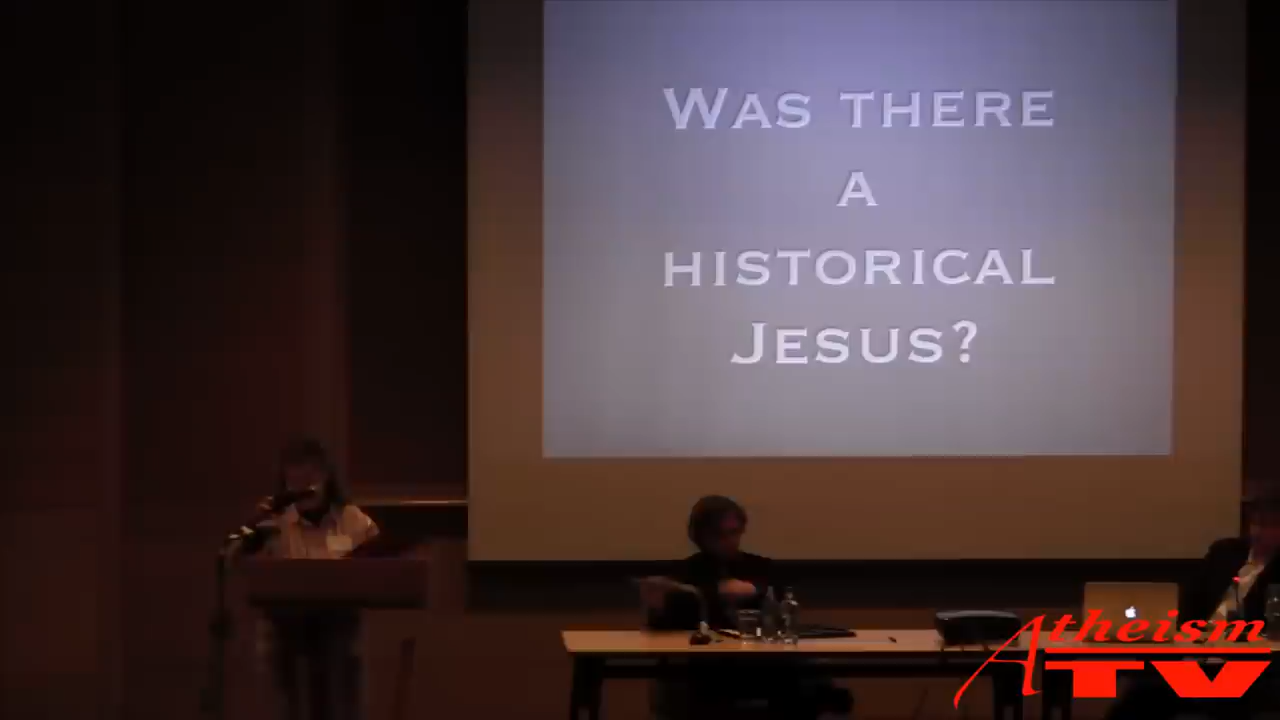 Was there
a
historical
Jesus?
Atheism
TV